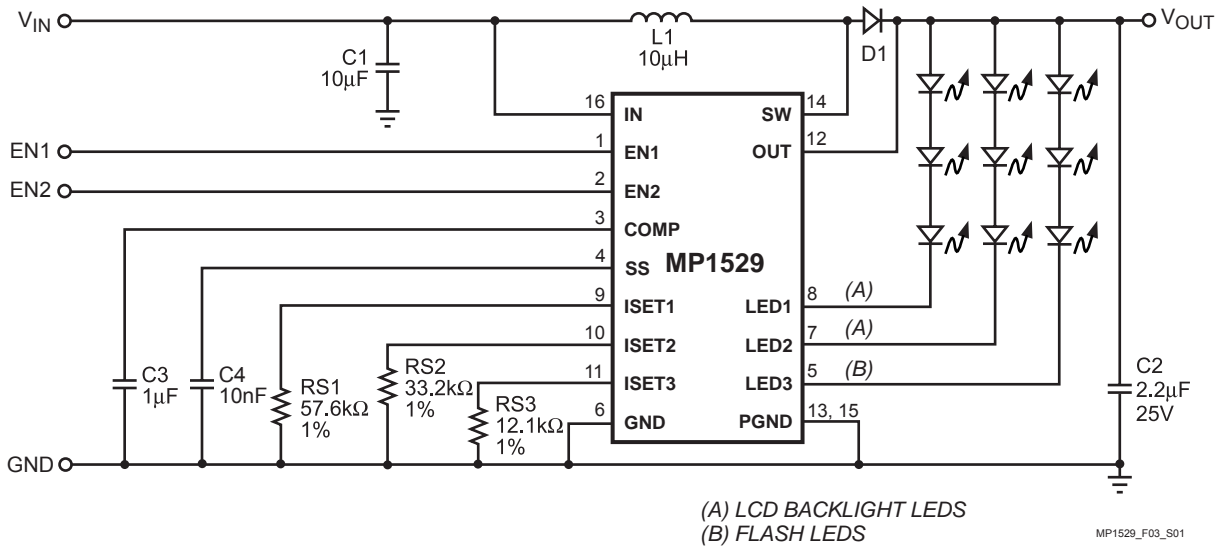 VIN
VOUT
L1
10μH
D1
C1
10μF
16
IN
SW
14
EN1
1
EN1
OUT
12
EN2
2
EN2
3
COMP
MP1529
4
SS
9
ISET1
LED1
8
(A)
10
ISET2
LED2
7
(A)
11
ISET3
LED3
5
(B)
6
GND
PGND
13, 15
C3
1μF
C4
10nF
RS1
57.6kΩ
1%
RS2
33.2kΩ
1%
RS3
12.1kΩ
1%
C2
2.2μF
25V
GND
(A) LCD BACKLIGHT LEDS
(B) FLASH LEDS
MP1529_F03_S01